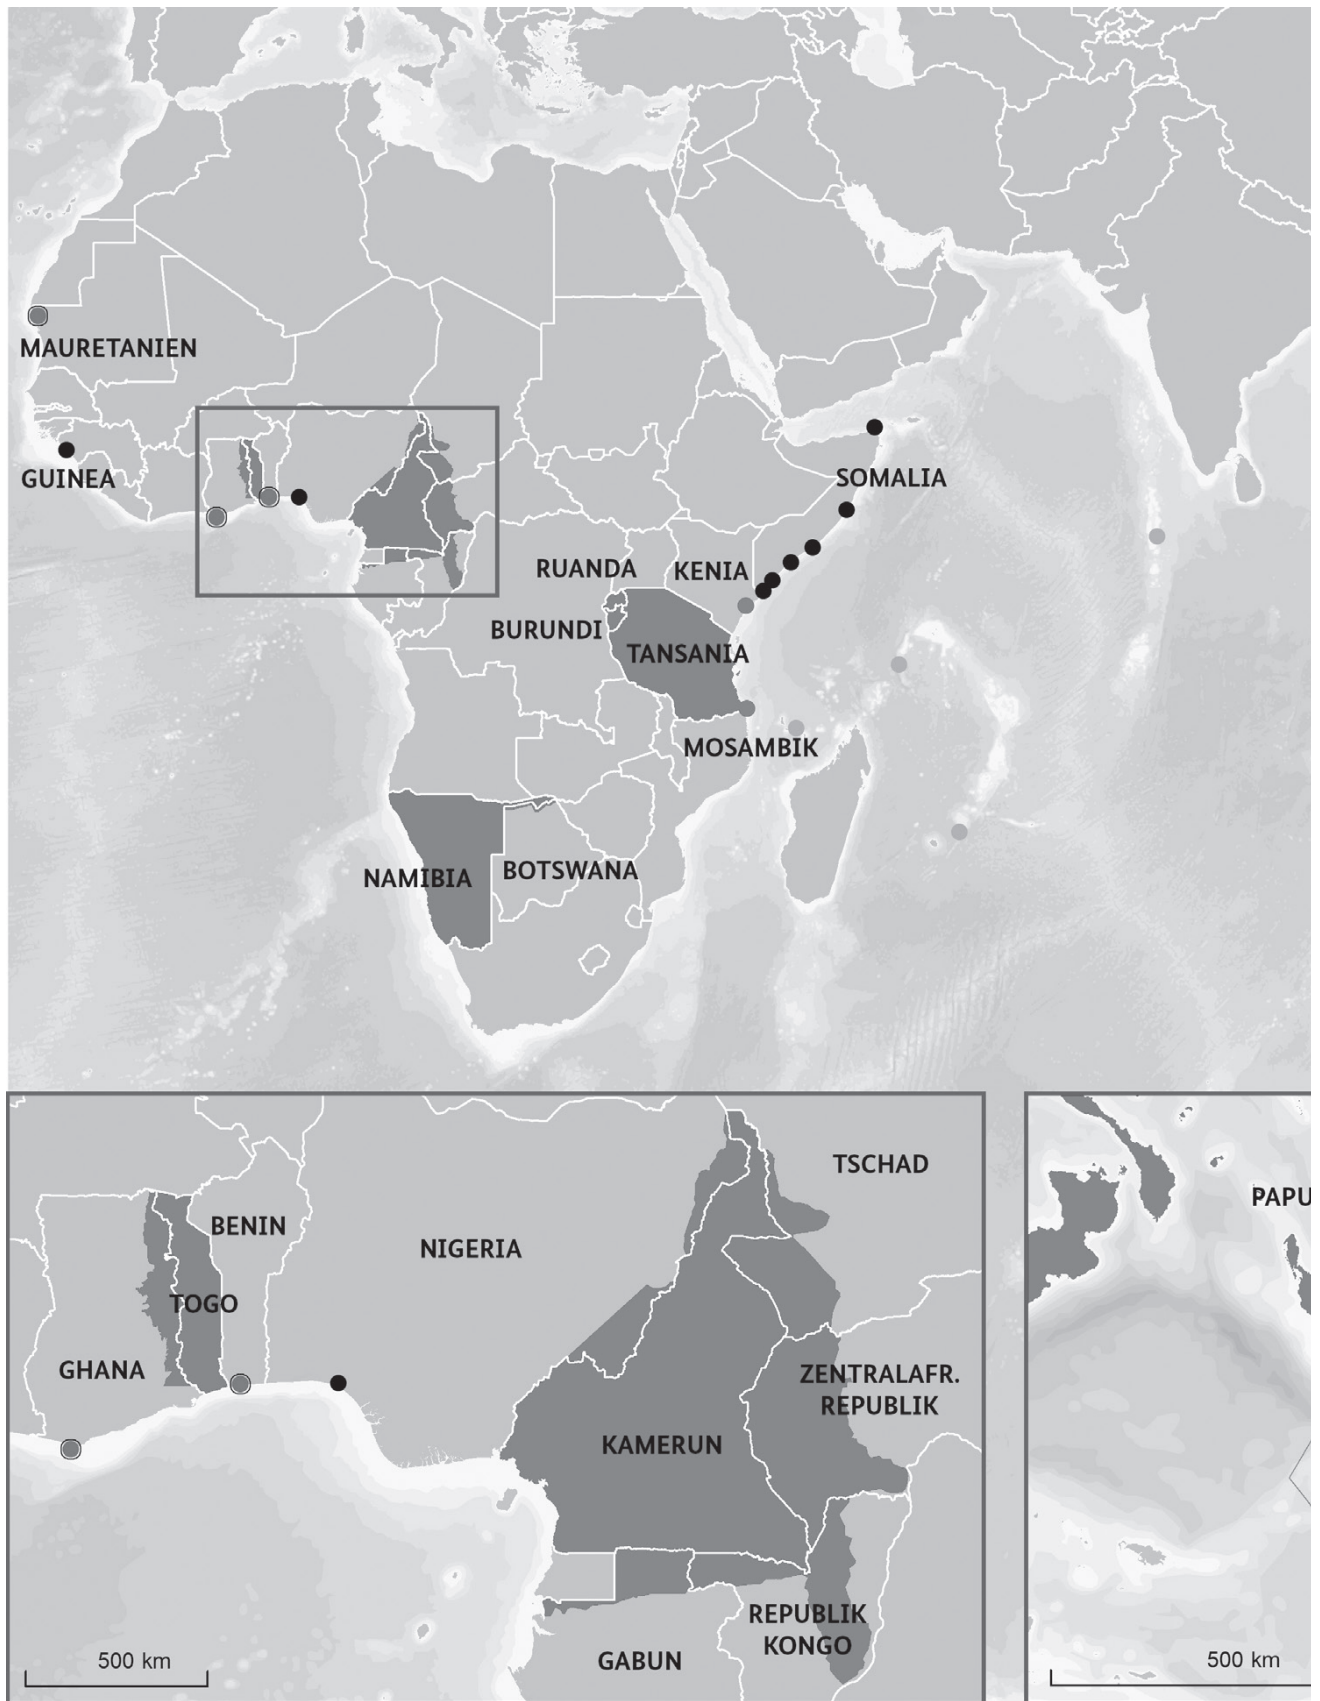 MAURETANIEN
GUINEA
SOMALIA
RUANDA
KENIA
BURUNDI
TANSANIA
MOSAMBIK
NAMIBIA
BOTSWANA
TSCHAD
BENIN
NIGERIA
TOGO
GHANA
ZENTRALAFR.
REPUBLIK
KAMERUN
REPUBLIK
KONGO
GABUN
500 km
PAPU
500 km